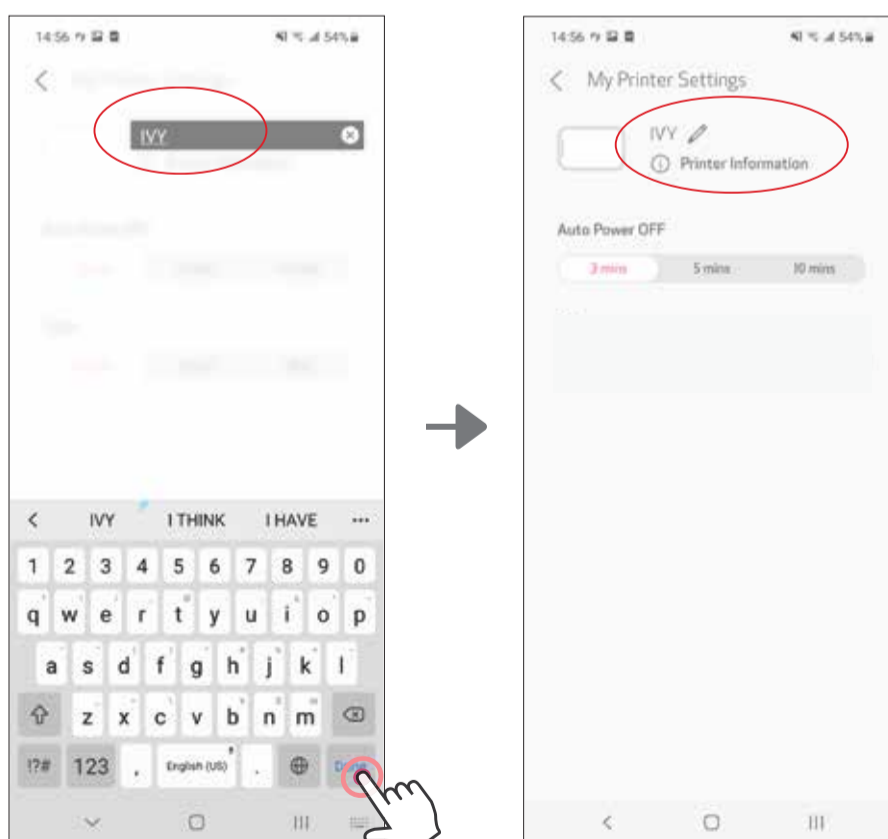 14:56
54%
IVY
IVY
I THINK
I HAVE
1 2 3 4 5 6 7 8 9 0
q w e r t y u i o p
a s d f g h j k l
z x c v b n m
!?# 123 , English (US) . Done
14:56
54%
My Printer Settings
IVY
Printer Information
Auto Power OFF
3 mins
5 mins
10 mins